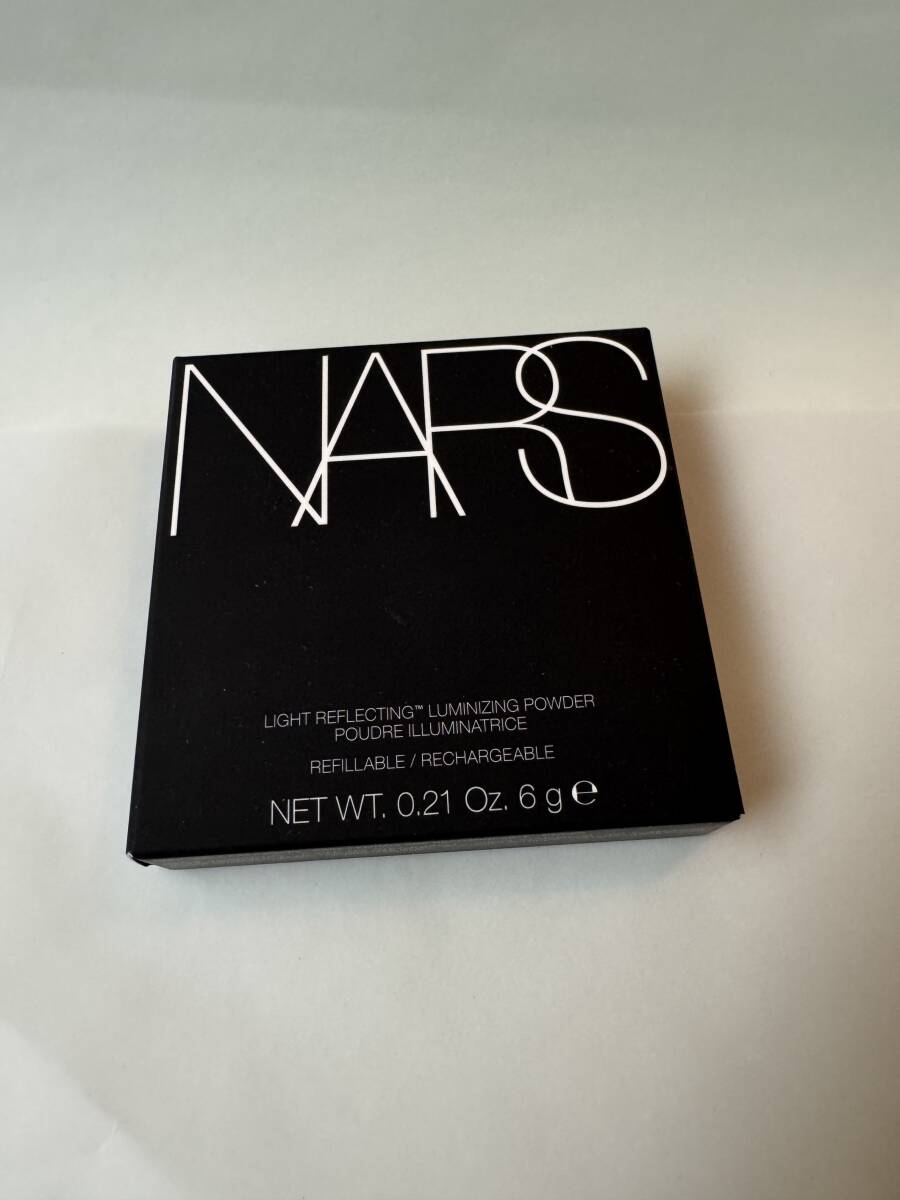 NARS
LIGHT REFLECTING™ LUMINIZING POWDER
POUDRE ILLUMINATRICE
REFILLABLE / RECHARGEABLE
NET WT. 0.21 Oz. 6 g ℮